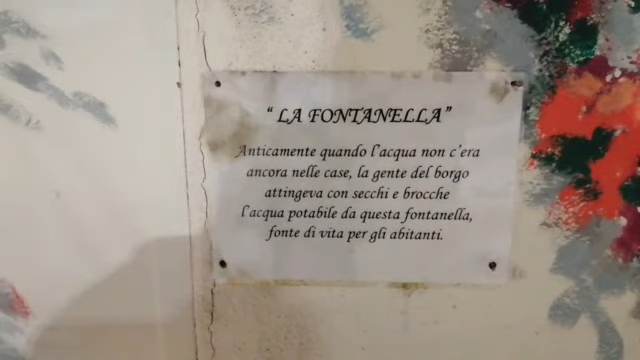 “ LA FONTANELLA”
Anticamente quando l’acqua non c’era
ancora nelle case, la gente del borgo
attingeva con secchi e brocche
l’acqua potabile da questa fontanella,
fonte di vita per gli abitanti.